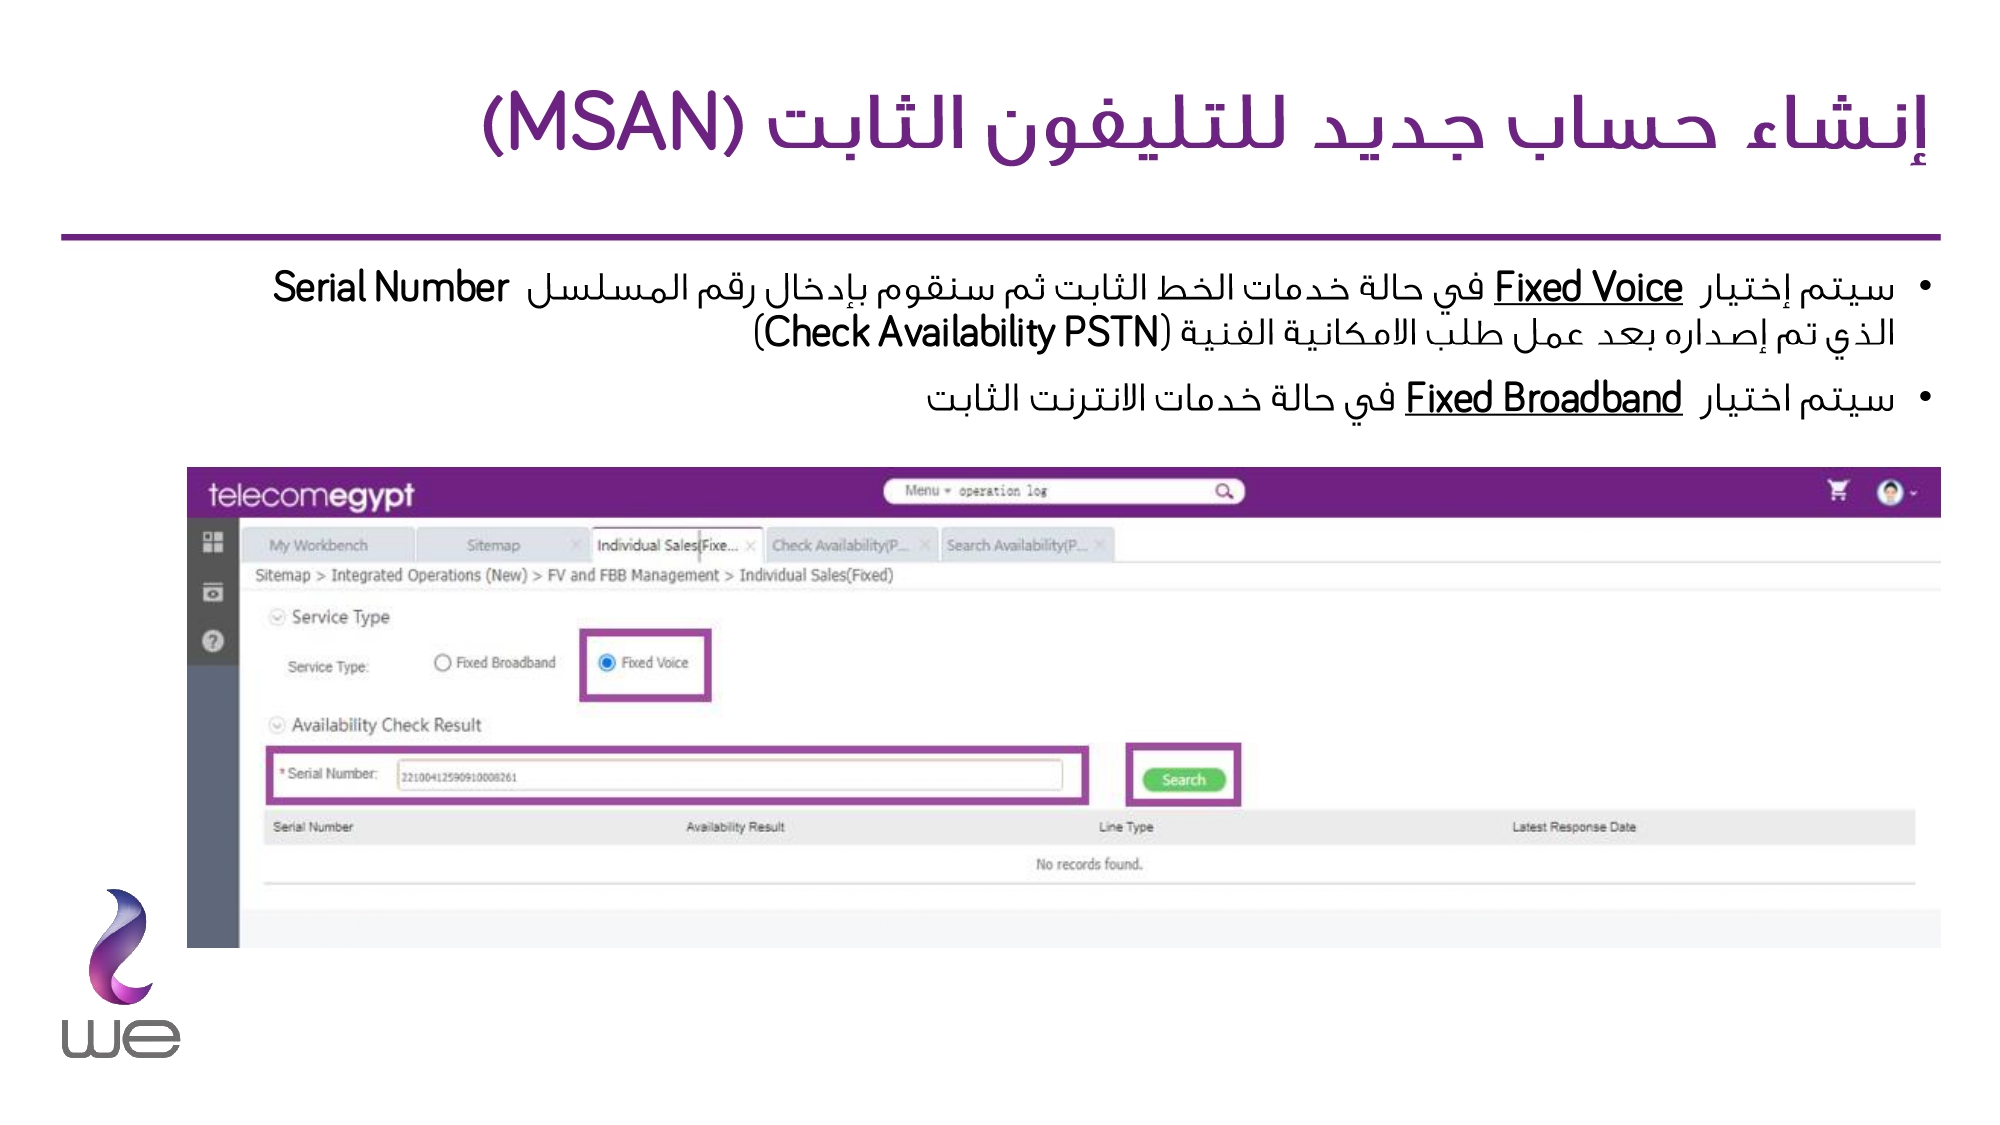 إنشاء حساب جديد للتليفون الثابت (MSAN)
• سيتم إختيار Fixed Voice في حالة خدمات الخط الثابت ثم سنقوم بإدخال رقم المسلسل Serial Number
الذي تم إصداره بعد عمل طلب الامكانية الفنية (Check Availability PSTN)
• سيتم اختيار Fixed Broadband في حالة خدمات الانترنت الثابت
telecomegypt
Menu operation log
My Workbench Sitemap Individual Sales(Fixe... Check Availability(P... Search Availability(P...
Sitemap > Integrated Operations (New) > FV and FBB Management > Individual Sales(Fixed)
Service Type
Service Type: Fixed Broadband Fixed Voice
Availability Check Result
* Serial Number: 22100412590910008261 Search
Serial Number Availability Result Line Type Latest Response Date
No records found.
we